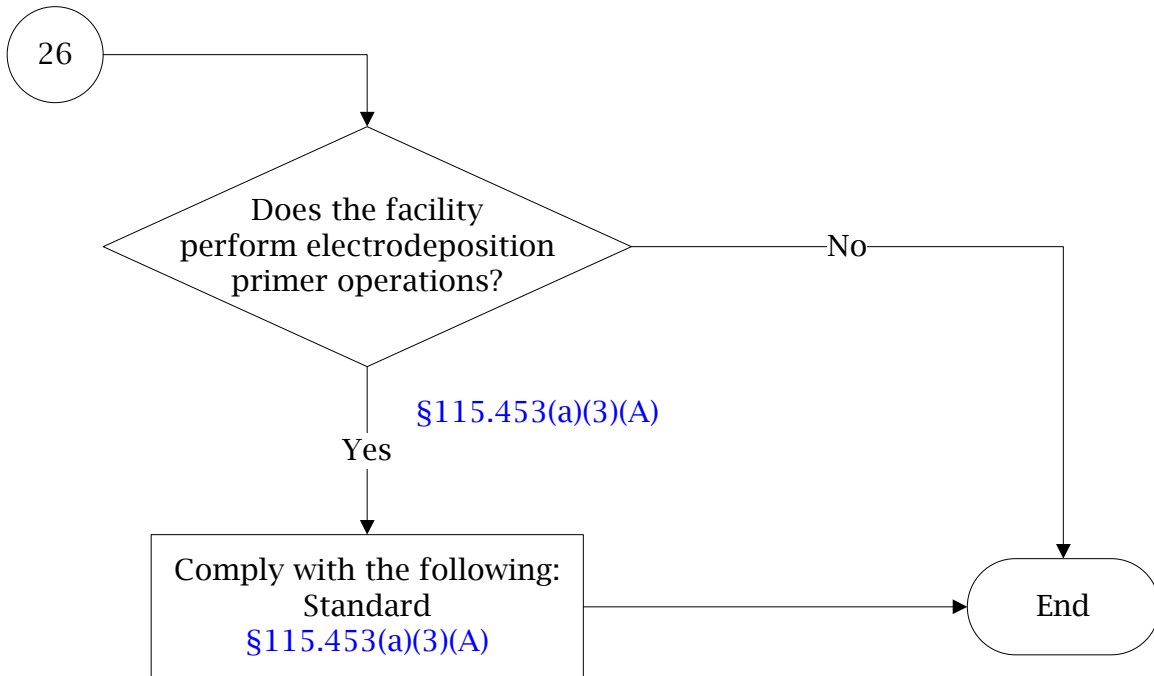 26
Does the facility
perform electrodeposition
primer operations?
No
§115.453(a)(3)(A)
Yes
Comply with the following:
Standard
§115.453(a)(3)(A)
End